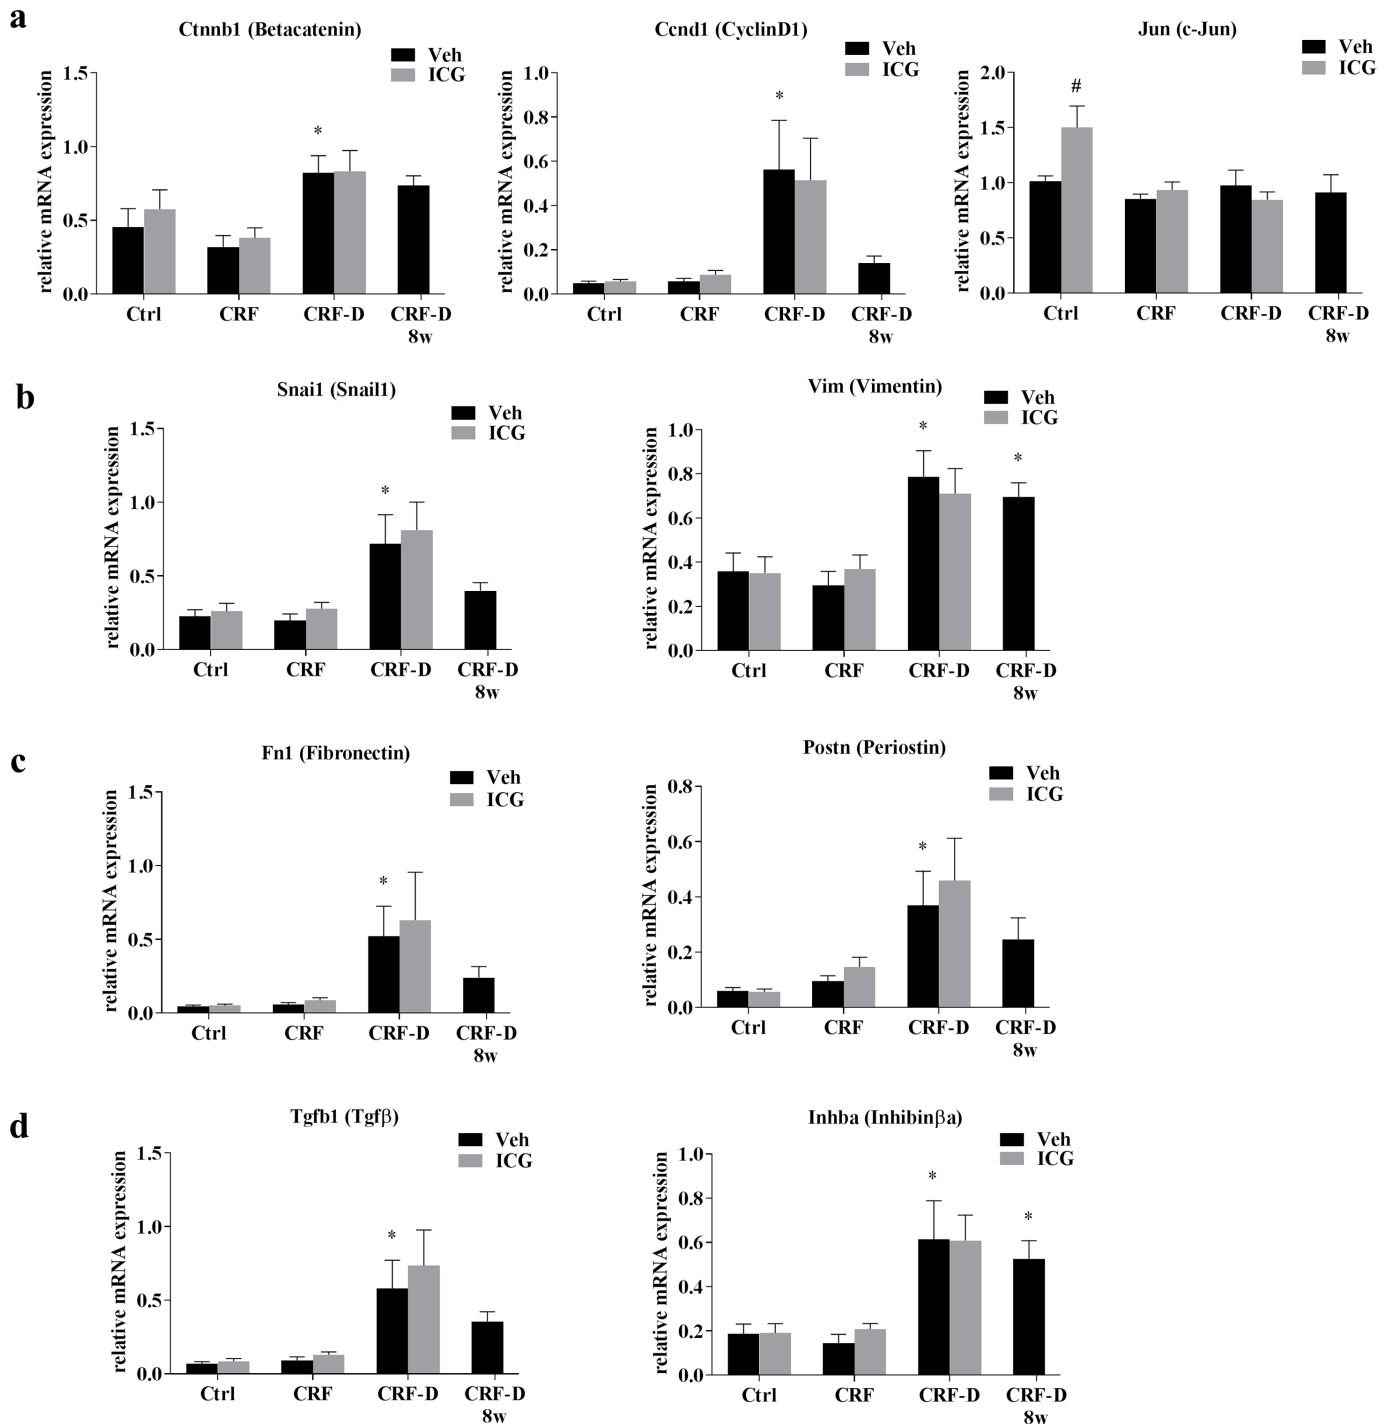 a
Ctnnb1 (Betacatenin)
Veh
ICG
relative mRNA expression
1.5
1.0
0.5
0.0
*
Ctrl CRF CRF-D CRF-D
8w
Ccnd1 (CyclinD1)
Veh
ICG
relative mRNA expression
1.0
0.8
0.6
0.4
0.2
0.0
*
Ctrl CRF CRF-D CRF-D
8w
Jun (c-Jun)
Veh
ICG
relative mRNA expression
2.0
1.5
1.0
0.5
0.0
#
Ctrl CRF CRF-D CRF-D
8w
b
Snai1 (Snail1)
Veh
ICG
relative mRNA expression
1.5
1.0
0.5
0.0
*
Ctrl CRF CRF-D CRF-D
8w
Vim (Vimentin)
Veh
ICG
relative mRNA expression
1.0
0.8
0.6
0.4
0.2
0.0
*
*
Ctrl CRF CRF-D CRF-D
8w
c
Fn1 (Fibronectin)
Veh
ICG
relative mRNA expression
1.5
1.0
0.5
0.0
*
Ctrl CRF CRF-D CRF-D
8w
Postn (Periostin)
Veh
ICG
relative mRNA expression
0.8
0.6
0.4
0.2
0.0
*
Ctrl CRF CRF-D CRF-D
8w
d
Tgfb1 (Tgfβ)
Veh
ICG
relative mRNA expression
1.5
1.0
0.5
0.0
*
Ctrl CRF CRF-D CRF-D
8w
Inhba (Inhibinβa)
Veh
ICG
relative mRNA expression
1.0
0.8
0.6
0.4
0.2
0.0
*
*
Ctrl CRF CRF-D CRF-D
8w